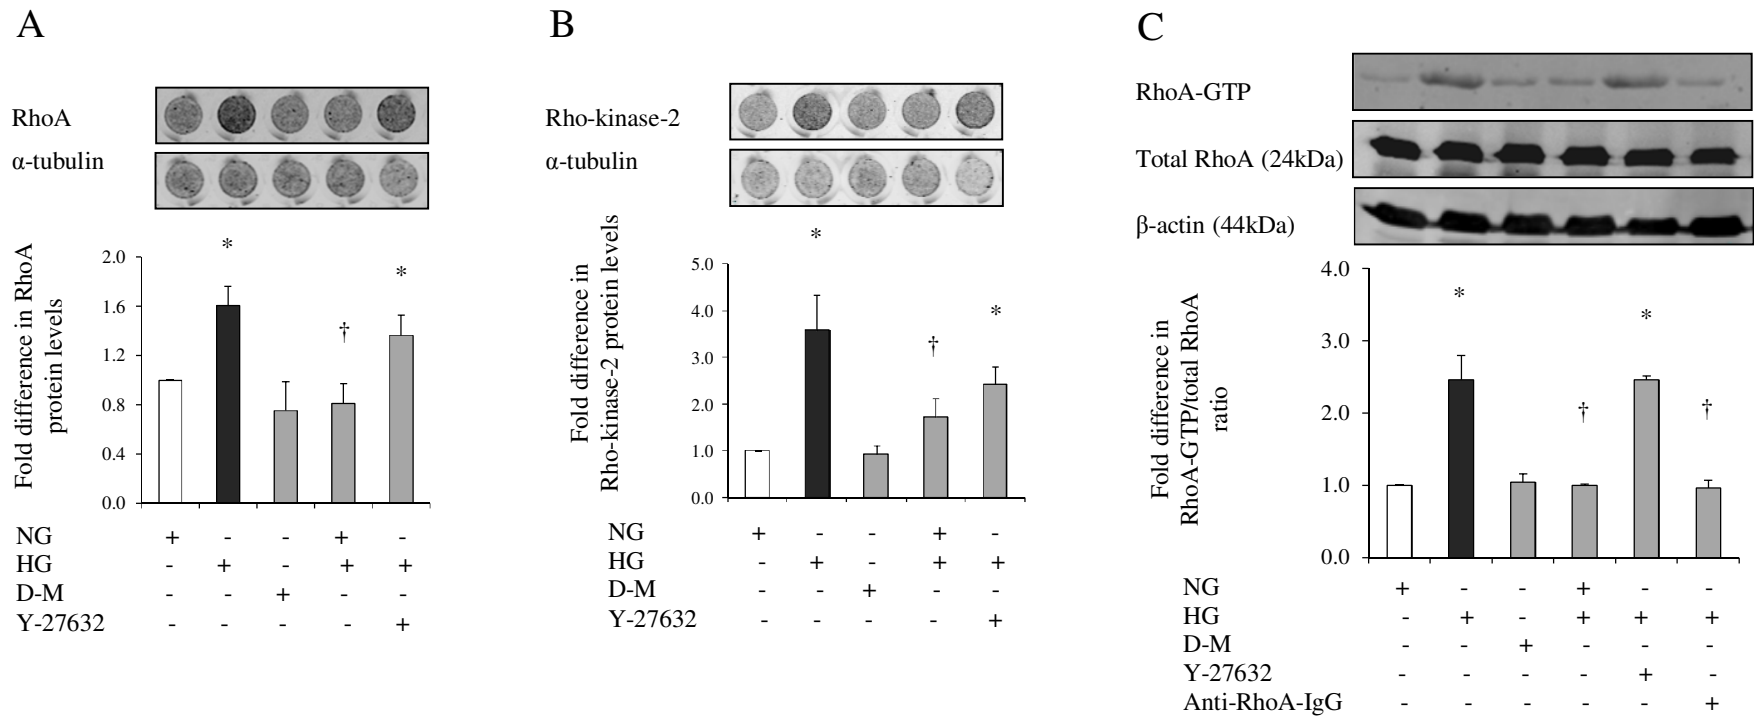 A
RhoA
α-tubulin
*
*
†
Fold difference in RhoA
protein levels
2.0
1.6
1.2
0.8
0.4
0.0
NG + - - + -
HG - + - + +
D-M - - + - -
Y-27632 - - - - +
B
Rho-kinase-2
α-tubulin
*
*
†
Fold difference in
Rho-kinase-2 protein levels
5.0
4.0
3.0
2.0
1.0
0.0
NG + - - + -
HG - + - + +
D-M - - + - -
Y-27632 - - - - +
C
RhoA-GTP
Total RhoA (24kDa)
β-actin (44kDa)
*
*
†
†
Fold difference in
RhoA-GTP/total RhoA
ratio
4.0
3.0
2.0
1.0
0.0
NG + - - + - -
HG - + - + + +
D-M - - + - - -
Y-27632 - - - - + -
Anti-RhoA-IgG - - - - - +